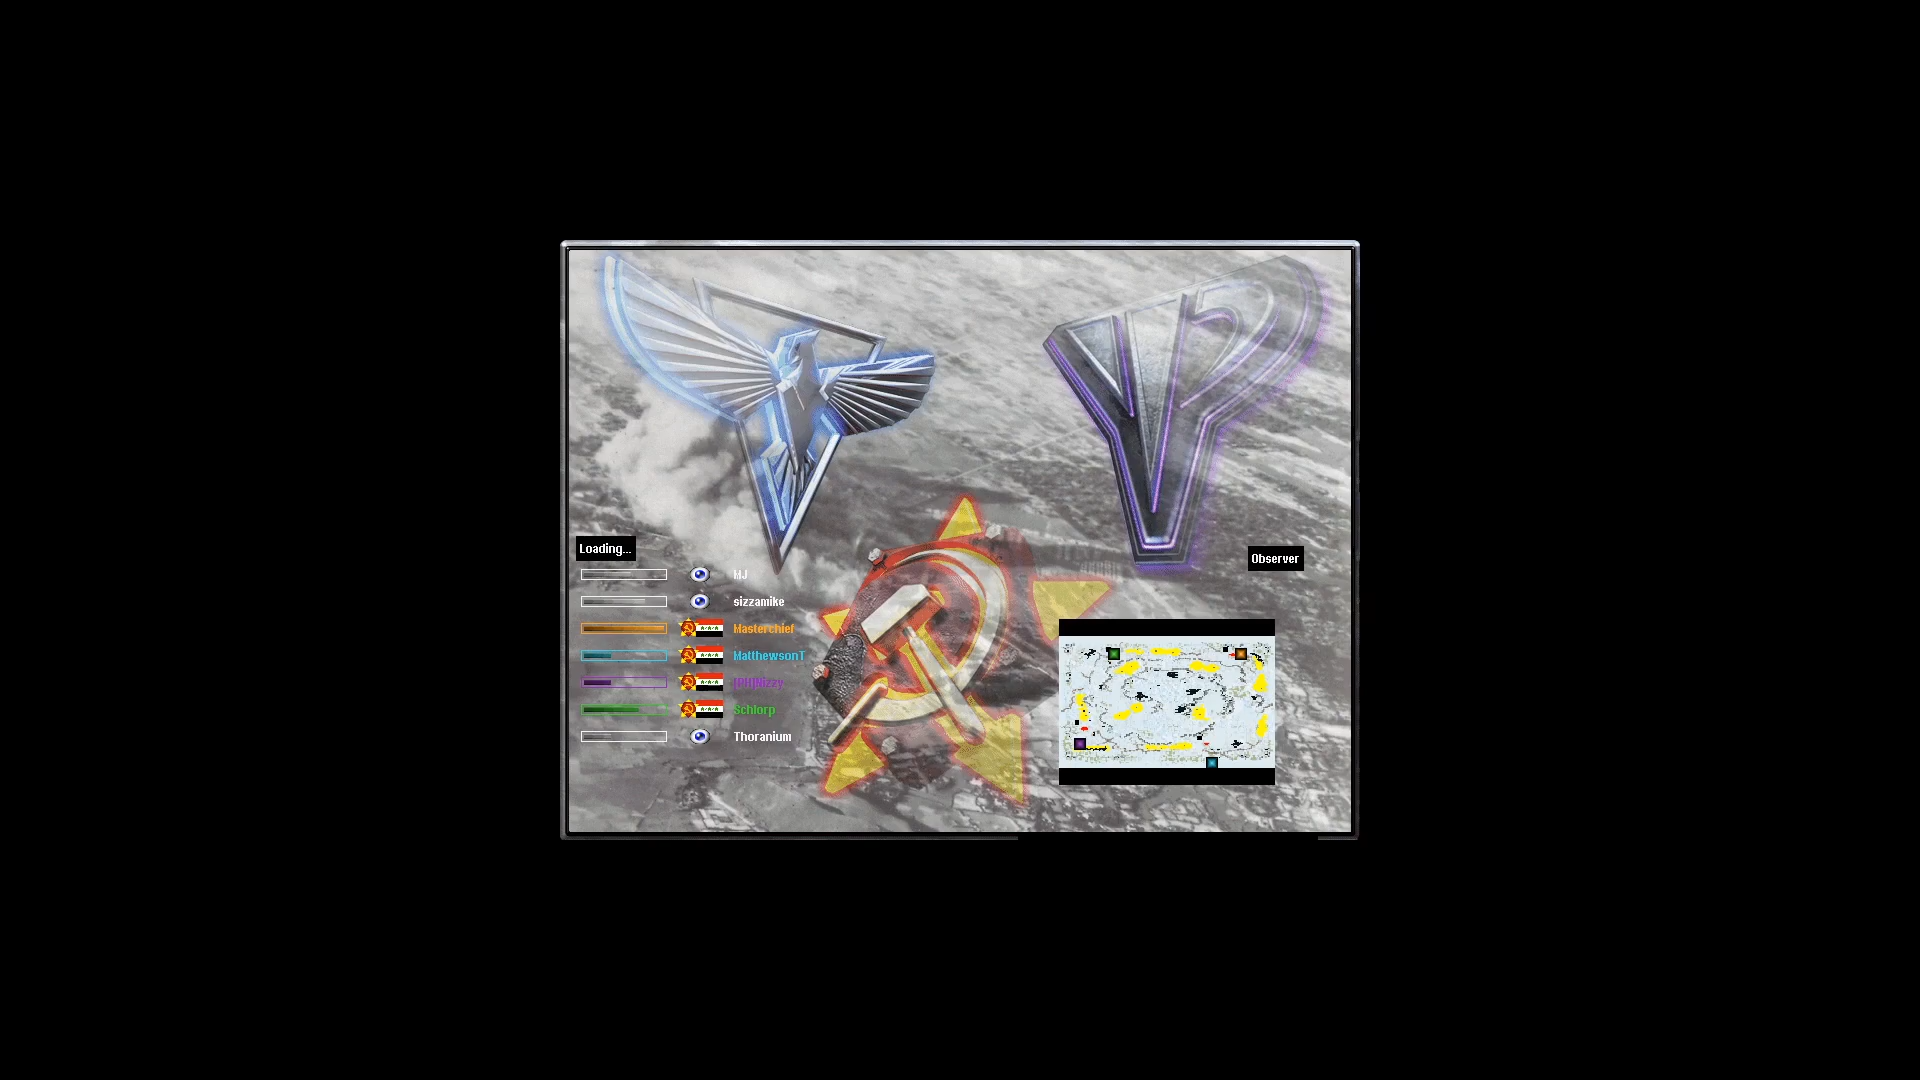 Loading...
Observer
MJ
sizzamike
Masterchief
MatthewsonT
Schlorp
Thoranium